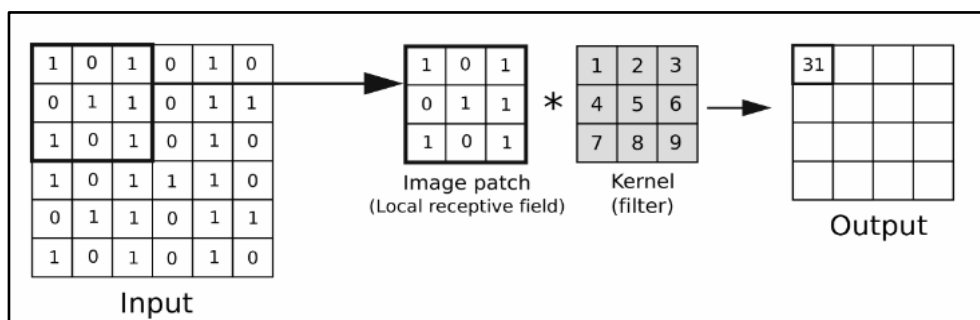 1 0 1 0 1 0
0 1 1 0 1 1
1 0 1 0 1 0
1 0 1 1 1 0
0 1 1 0 1 1
1 0 1 0 1 0
Input
1 0 1
0 1 1
1 0 1
Image patch
(Local receptive field)
*
1 2 3
4 5 6
7 8 9
Kernel
(filter)
31
Output